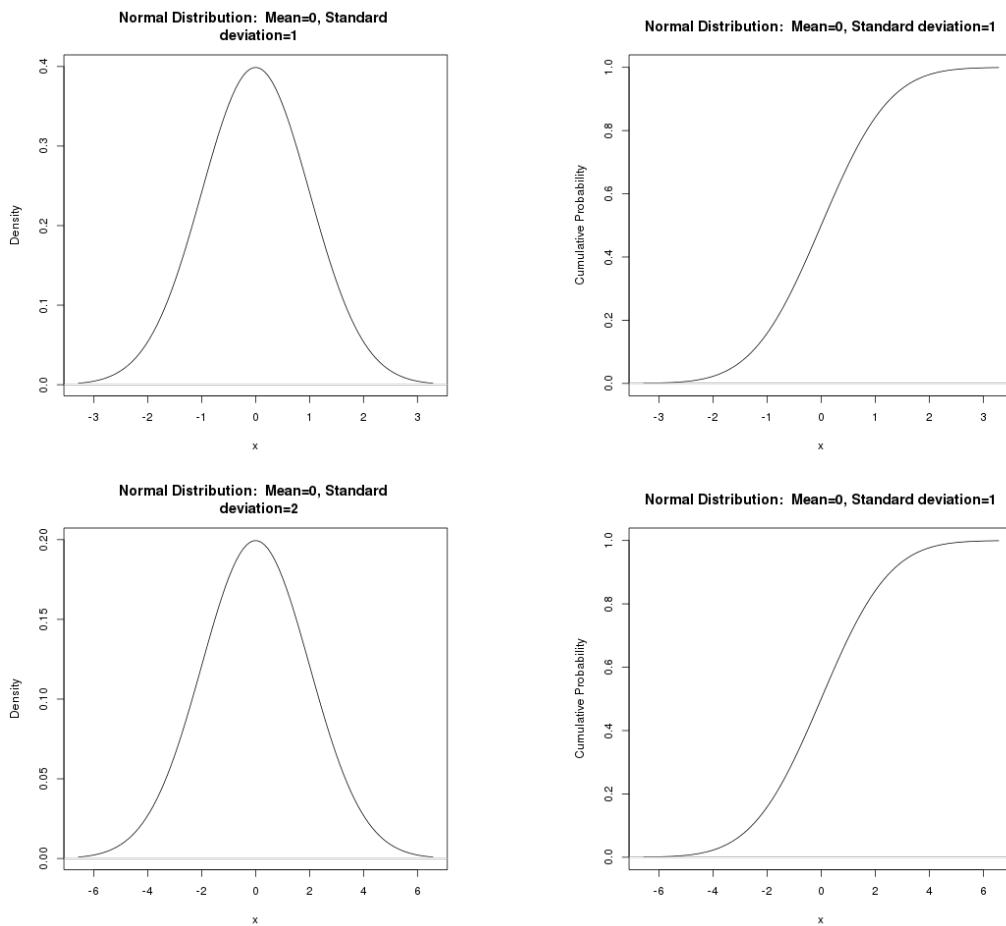 Normal Distribution:  Mean=0, Standard
deviation=1
Density
0.4
0.3
0.2
0.1
0.0
-3 -2 -1 0 1 2 3
x
Normal Distribution:  Mean=0, Standard deviation=1
Cumulative Probability
1.0
0.8
0.6
0.4
0.2
0.0
-3 -2 -1 0 1 2 3
x
Normal Distribution:  Mean=0, Standard
deviation=2
Density
0.20
0.15
0.10
0.05
0.00
-6 -4 -2 0 2 4 6
x
Normal Distribution:  Mean=0, Standard deviation=1
Cumulative Probability
1.0
0.8
0.6
0.4
0.2
0.0
-6 -4 -2 0 2 4 6
x